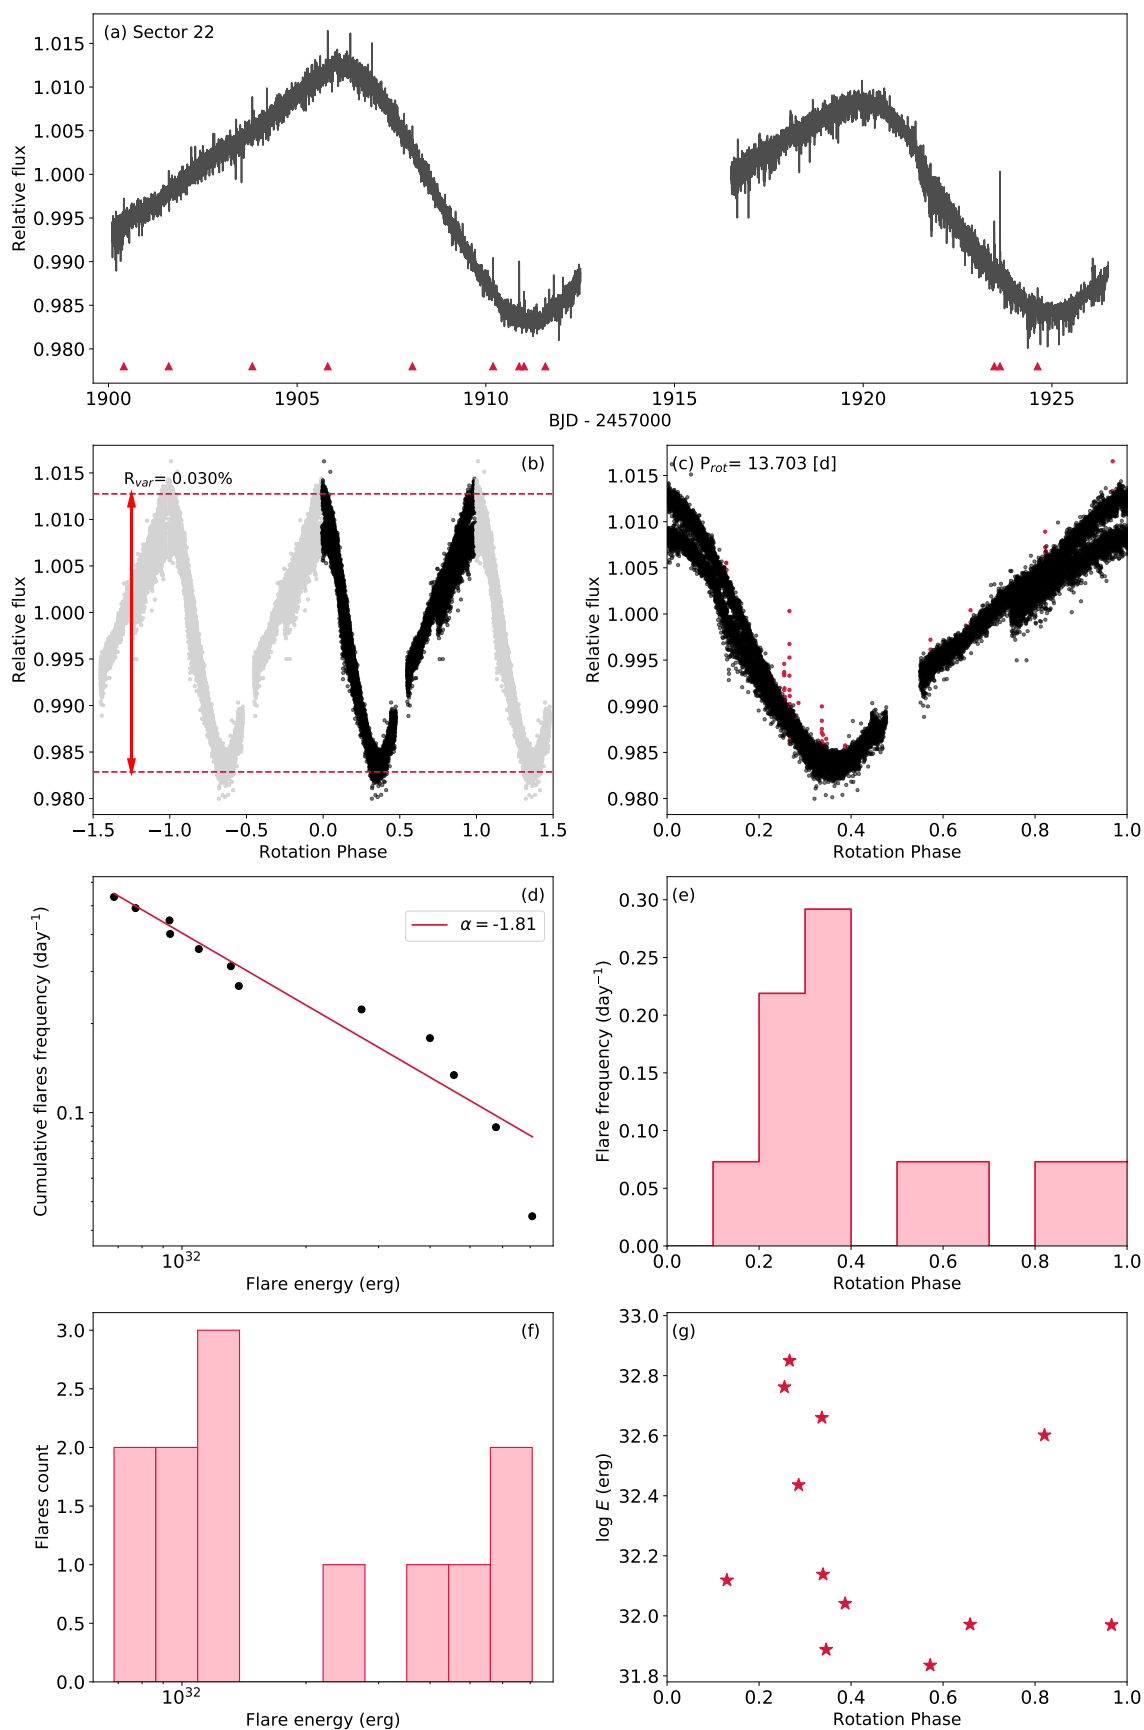 (a) Sector 22
Relative flux
1.015
1.010
1.005
1.000
0.995
0.990
0.985
0.980
1900 1905 1910 1915 1920 1925
BJD - 2457000
(b)
R_var= 0.030%
Relative flux
1.015
1.010
1.005
1.000
0.995
0.990
0.985
0.980
−1.5 −1.0 −0.5 0.0 0.5 1.0 1.5
Rotation Phase
(c) P_rot= 13.703 [d]
Relative flux
1.015
1.010
1.005
1.000
0.995
0.990
0.985
0.980
0.0 0.2 0.4 0.6 0.8 1.0
Rotation Phase
(d)
α = -1.81
Cumulative flares frequency (day⁻¹)
0.1
10³²
Flare energy (erg)
(e)
Flare frequency (day⁻¹)
0.30
0.25
0.20
0.15
0.10
0.05
0.00
0.0 0.2 0.4 0.6 0.8 1.0
Rotation Phase
(f)
Flares count
3.0
2.5
2.0
1.5
1.0
0.5
0.0
10³²
Flare energy (erg)
(g)
log E (erg)
33.0
32.8
32.6
32.4
32.2
32.0
31.8
0.0 0.2 0.4 0.6 0.8 1.0
Rotation Phase